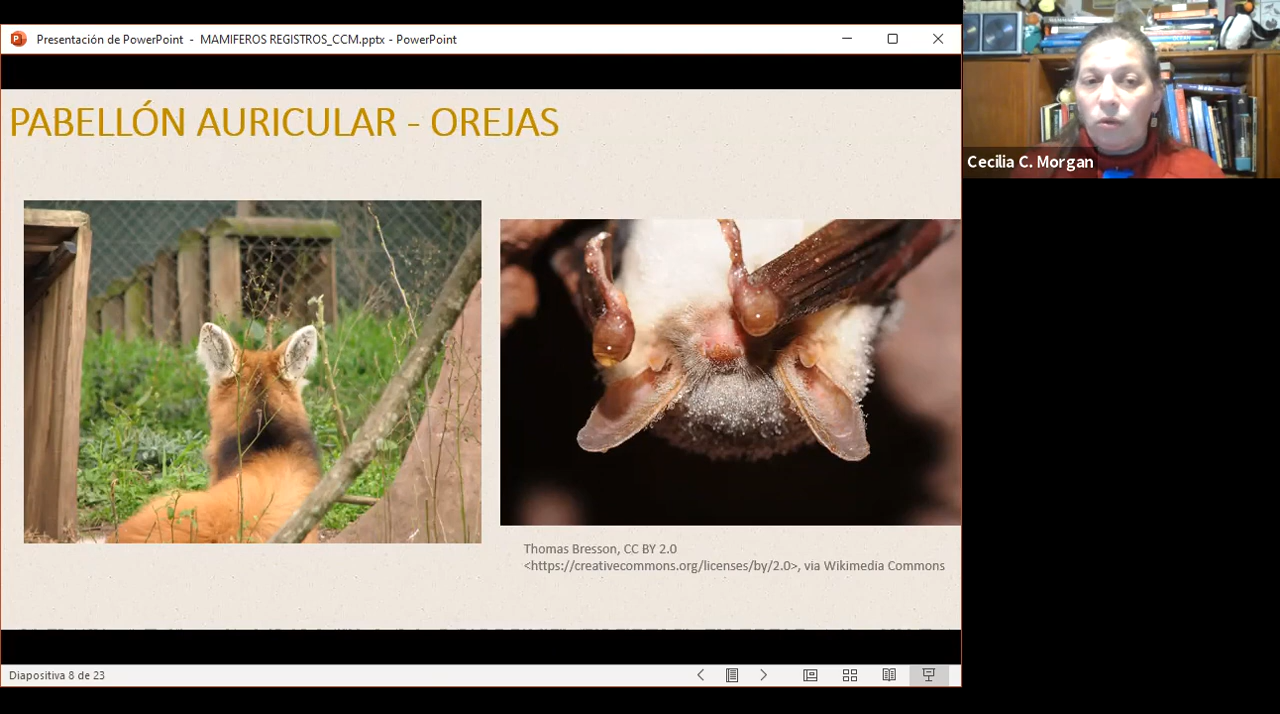 Presentación de PowerPoint - MAMIFEROS REGISTROS_CCM.pptx - PowerPoint
PABELLÓN AURICULAR - OREJAS
Cecilia C. Morgan
Thomas Bresson, CC BY 2.0
<https://creativecommons.org/licenses/by/2.0>, via Wikimedia Commons
Diapositiva 8 de 23